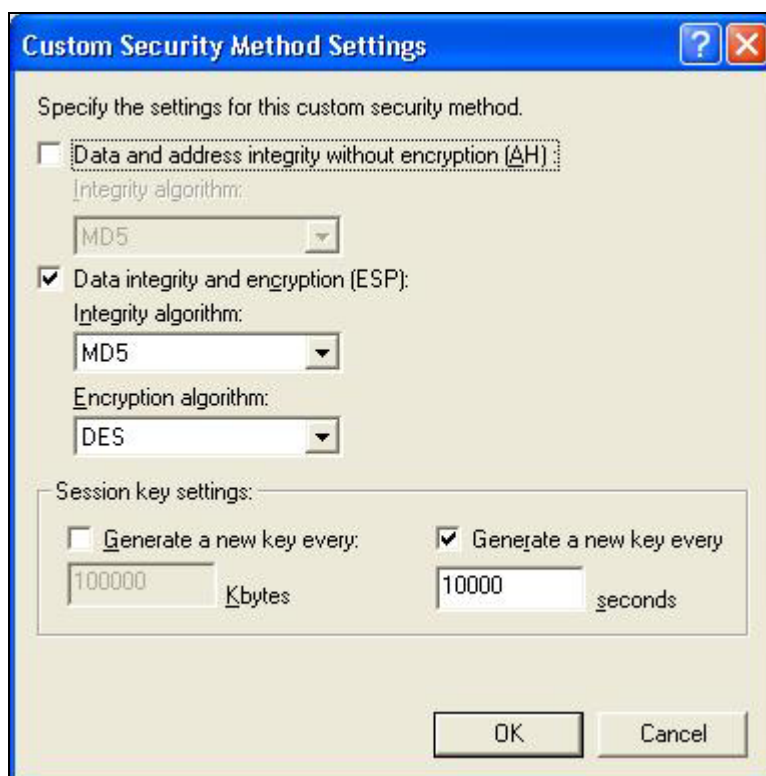 Custom Security Method Settings
Specify the settings for this custom security method.
Data and address integrity without encryption (AH) :
Integrity algorithm:
MD5
Data integrity and encryption (ESP):
Integrity algorithm:
MD5
Encryption algorithm:
DES
Session key settings:
Generate a new key every: Generate a new key every
100000 Kbytes 10000 seconds
OK Cancel